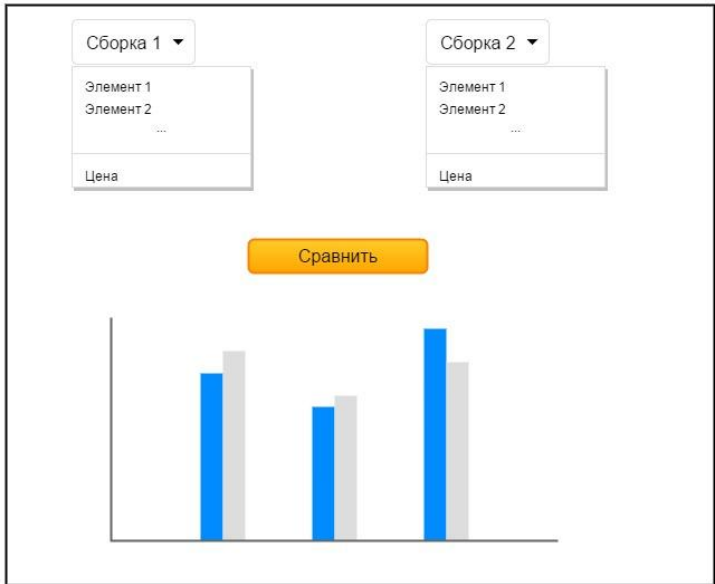 Сборка 1
Элемент 1
Элемент 2
...
Цена
Сборка 2
Элемент 1
Элемент 2
...
Цена
Сравнить